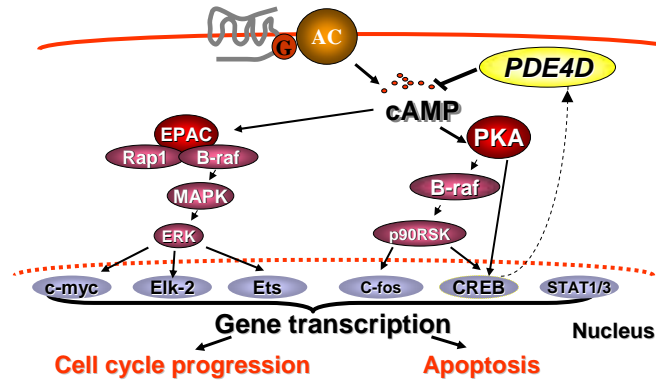 G
AC
PDE4D
cAMP
EPAC
PKA
Rap1
B-raf
B-raf
MAPK
p90RSK
ERK
c-myc
Elk-2
Ets
C-fos
CREB
STAT1/3
Gene transcription
Nucleus
Cell cycle progression
Apoptosis